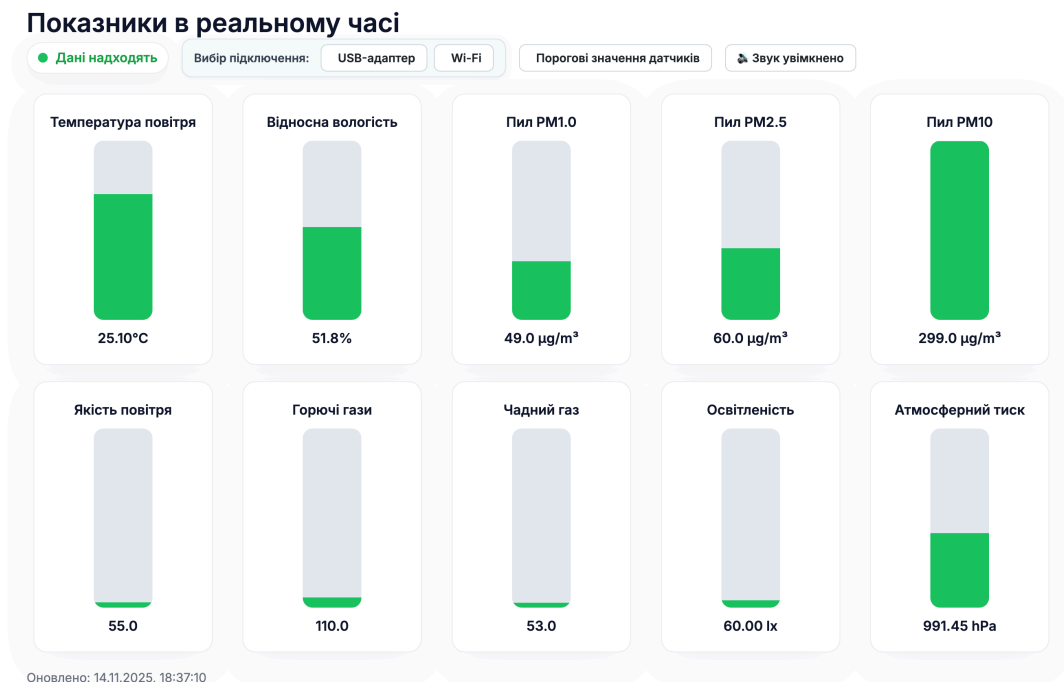 Показники в реальному часі
Дані надходять Вибір підключення: USB-адаптер Wi-Fi Порогові значення датчиків Звук увімкнено
Температура повітря Відносна вологість Пил PM1.0 Пил PM2.5 Пил PM10
25.10°C 51.8% 49.0 µg/m³ 60.0 µg/m³ 299.0 µg/m³
Якість повітря Горючі гази Чадний газ Освітленість Атмосферний тиск
55.0 110.0 53.0 60.00 lx 991.45 hPa
Оновлено: 14.11.2025, 18:37:10